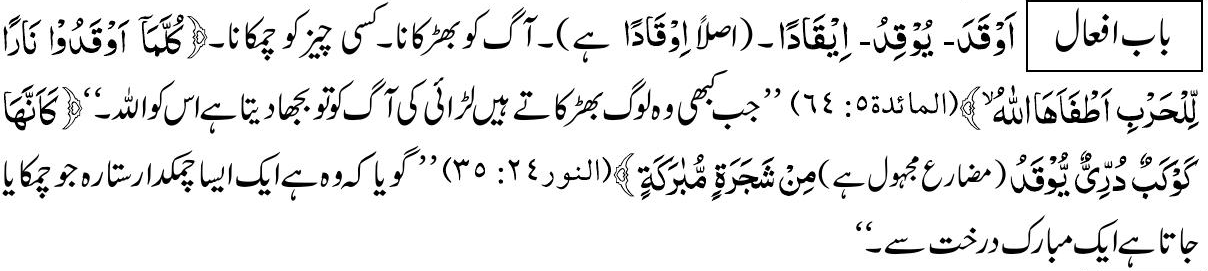 باب افعال اَوْقَدَ۔ يُوْقِدُ۔ اِيْقَادًا۔ (اصلاً اِوْقَادًا ہے)۔ آگ کو بھڑکانا۔ کسی چیز کو چمکانا۔ ﴿كُلَّمَآ اَوْقَدُوْا نَارًا
لِّلْحَرْبِ اَطْفَاَهَا اللّٰهُ ۙ﴾ (المائدة٥: ٦٤) ’’جب کبھی وہ لوگ بھڑکاتے ہیں لڑائی کی آگ کو تو بجھا دیتا ہے اس کو اللہ۔‘‘ ﴿كَاَنَّهَا
كَوْكَبٌ دُرِّىٌّ يُّوْقَدُ (مضارع مجہول ہے) مِنْ شَجَرَةٍ مُّبٰرَكَةٍ﴾ (النور٢٤: ٣٥) ’’گویا کہ وہ ہے ایک ایسا چمکدار ستارہ جو چمکایا
جاتا ہے ایک مبارک درخت سے۔‘‘